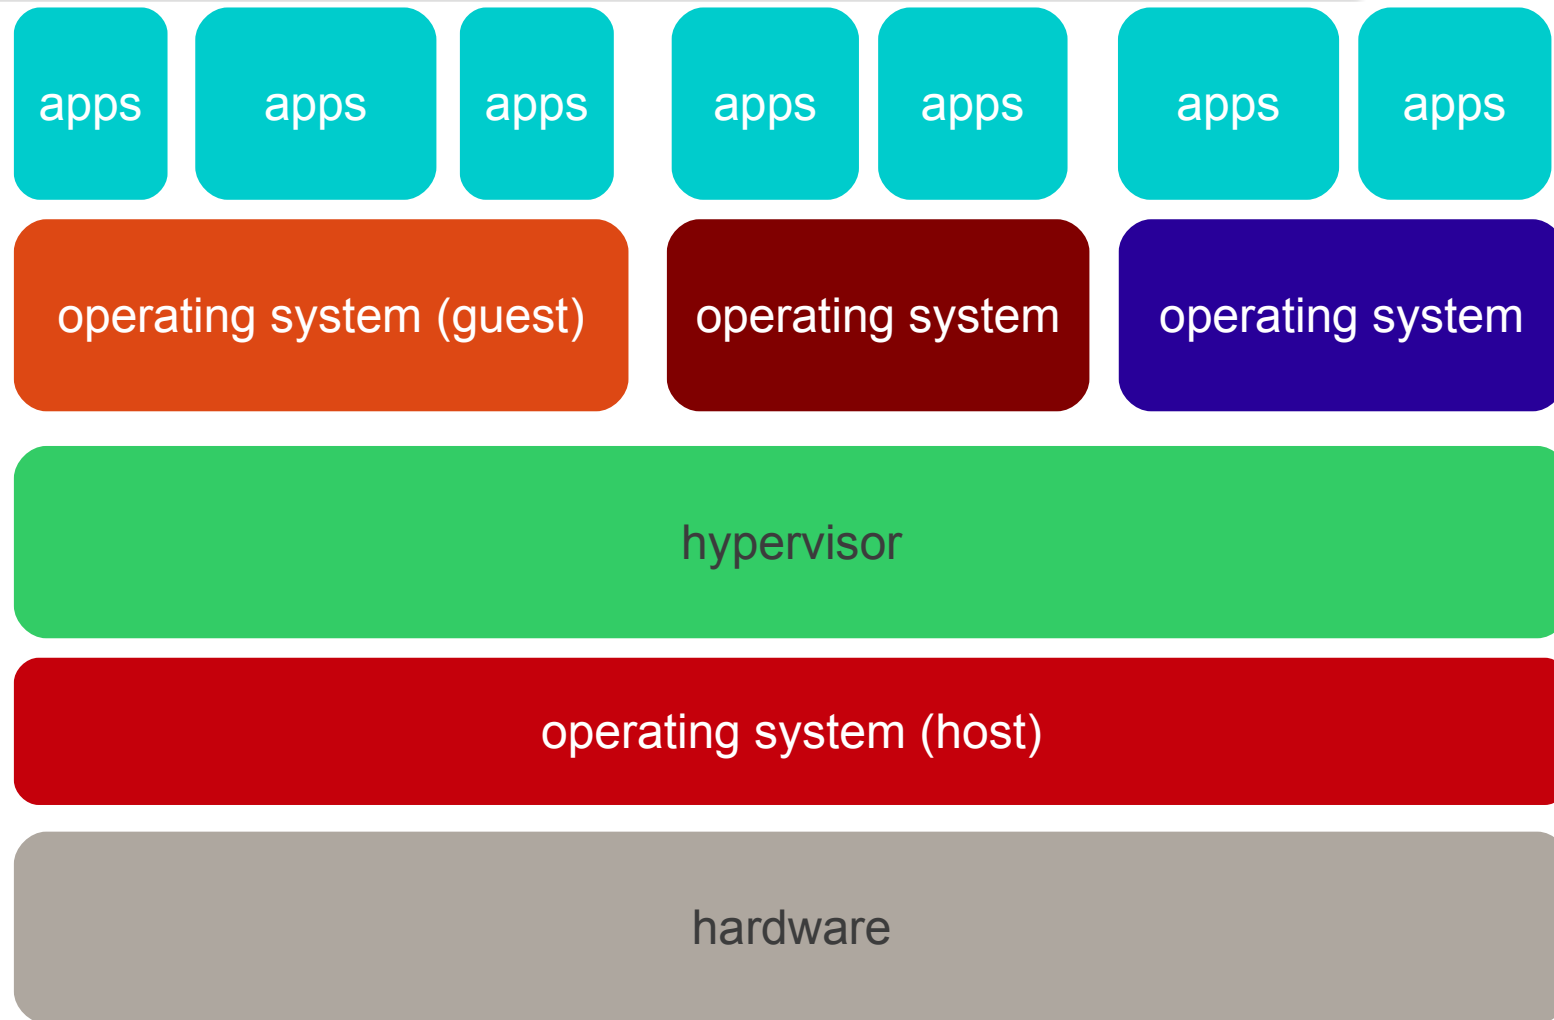 apps
apps
apps
apps
apps
apps
apps
operating system (guest)
operating system
operating system
hypervisor
operating system (host)
hardware